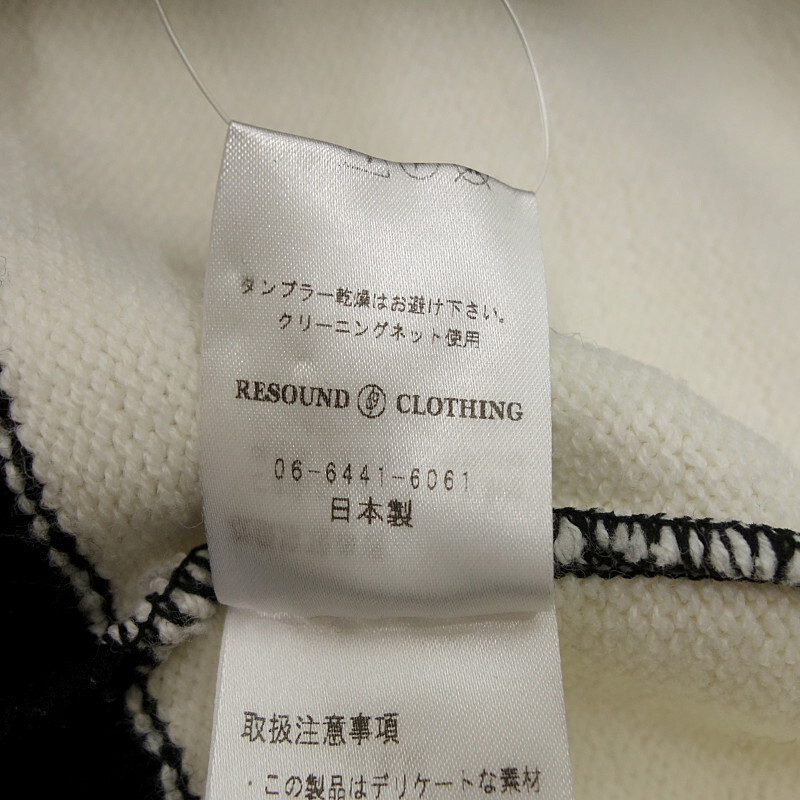 タンブラー乾燥はお避け下さい。
クリーニングネット使用
RESOUND CLOTHING
06-6441-6061
日本製
取扱注意事項
・この製品はデリケートな素材